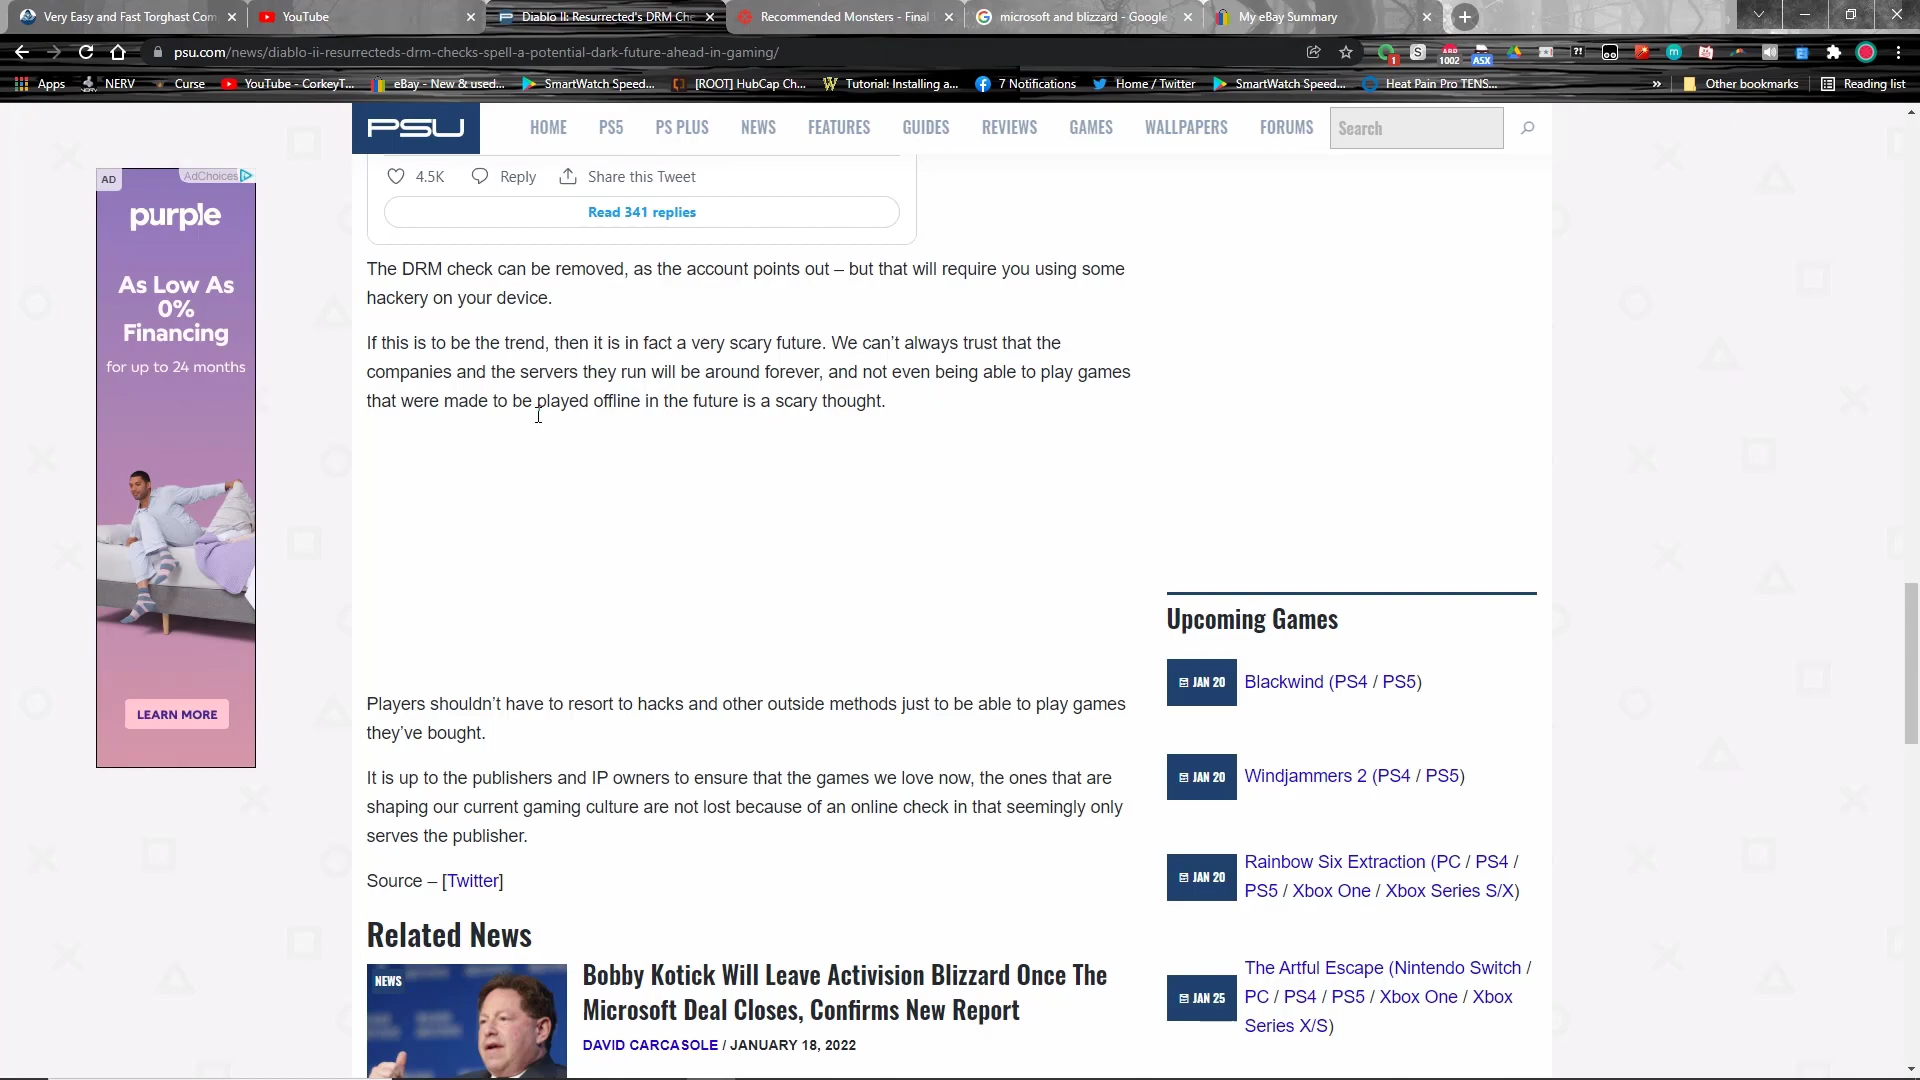 Very Easy and Fast Torghast Com
YouTube
Diablo II: Resurrected's DRM Che
Recommended Monsters - Final
microsoft and blizzard - Google
My eBay Summary
psu.com/news/diablo-ii-resurrecteds-drm-checks-spell-a-potential-dark-future-ahead-in-gaming/
1
S
1002
ASX
Apps
NERV
Curse
YouTube - CorkeyT...
eBay - New & used...
SmartWatch Speed...
[ROOT] HubCap Ch...
Tutorial: Installing a...
7 Notifications
Home / Twitter
SmartWatch Speed...
Heat Pain Pro TENS...
»
Other bookmarks
Reading list
PSU
HOME
PS5
PS PLUS
NEWS
FEATURES
GUIDES
REVIEWS
GAMES
WALLPAPERS
FORUMS
Search
AD
AdChoices
purple
As Low As
0%
Financing
for up to 24 months
LEARN MORE
4.5K
Reply
Share this Tweet
Read 341 replies
The DRM check can be removed, as the account points out – but that will require you using some
hackery on your device.
If this is to be the trend, then it is in fact a very scary future. We can’t always trust that the
companies and the servers they run will be around forever, and not even being able to play games
that were made to be played offline in the future is a scary thought.
Players shouldn’t have to resort to hacks and other outside methods just to be able to play games
they’ve bought.
It is up to the publishers and IP owners to ensure that the games we love now, the ones that are
shaping our current gaming culture are not lost because of an online check in that seemingly only
serves the publisher.
Source – [Twitter]
Related News
NEWS
Bobby Kotick Will Leave Activision Blizzard Once The
Microsoft Deal Closes, Confirms New Report
DAVID CARCASOLE / JANUARY 18, 2022
Upcoming Games
JAN 20
Blackwind (PS4 / PS5)
JAN 20
Windjammers 2 (PS4 / PS5)
JAN 20
Rainbow Six Extraction (PC / PS4 /
PS5 / Xbox One / Xbox Series S/X)
JAN 25
The Artful Escape (Nintendo Switch /
PC / PS4 / PS5 / Xbox One / Xbox
Series X/S)